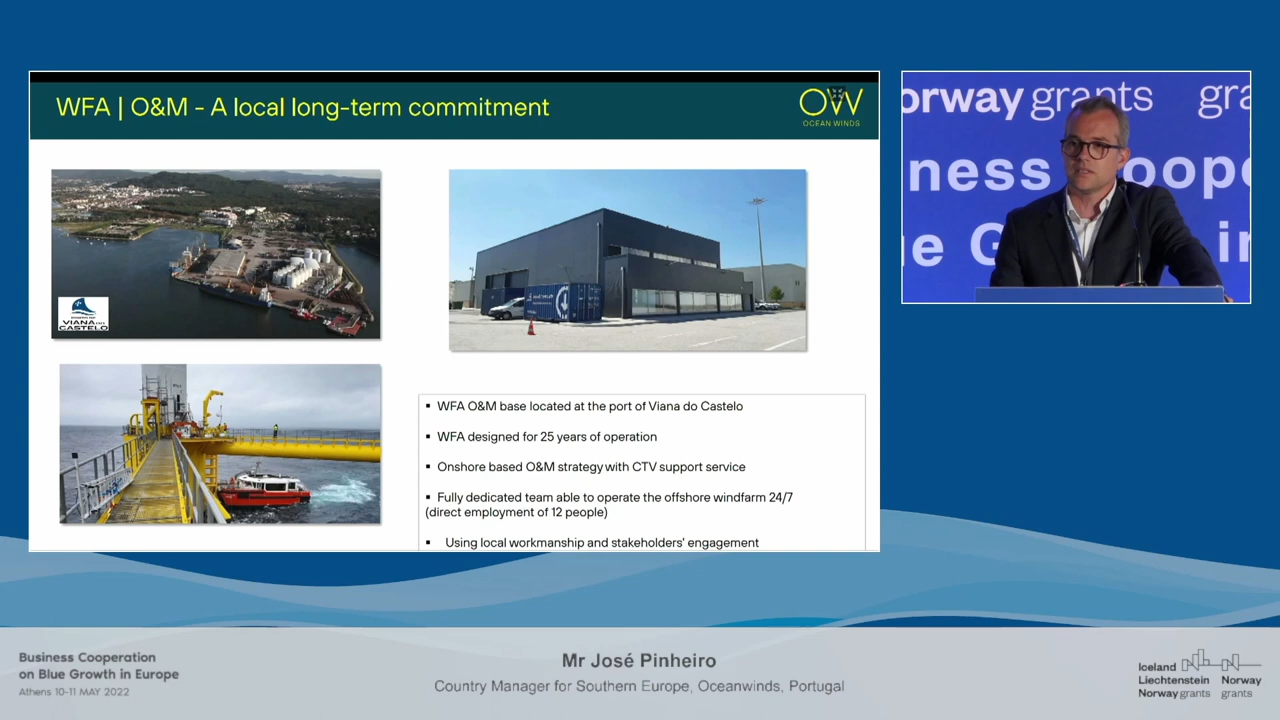 WFA | O&M - A local long-term commitment
OW
OCEAN WINDS
VIANA DO
CASTELO
WFA O&M base located at the port of Viana do Castelo
WFA designed for 25 years of operation
Onshore based O&M strategy with CTV support service
Fully dedicated team able to operate the offshore windfarm 24/7
(direct employment of 12 people)
Using local workmanship and stakeholders' engagement
orway grants gra
ness oope
ue G in
Business Cooperation
on Blue Growth in Europe
Athens 10-11 MAY 2022
Mr José Pinheiro
Country Manager for Southern Europe, Oceanwinds, Portugal
Iceland
Liechtenstein Norway
Norway grants grants